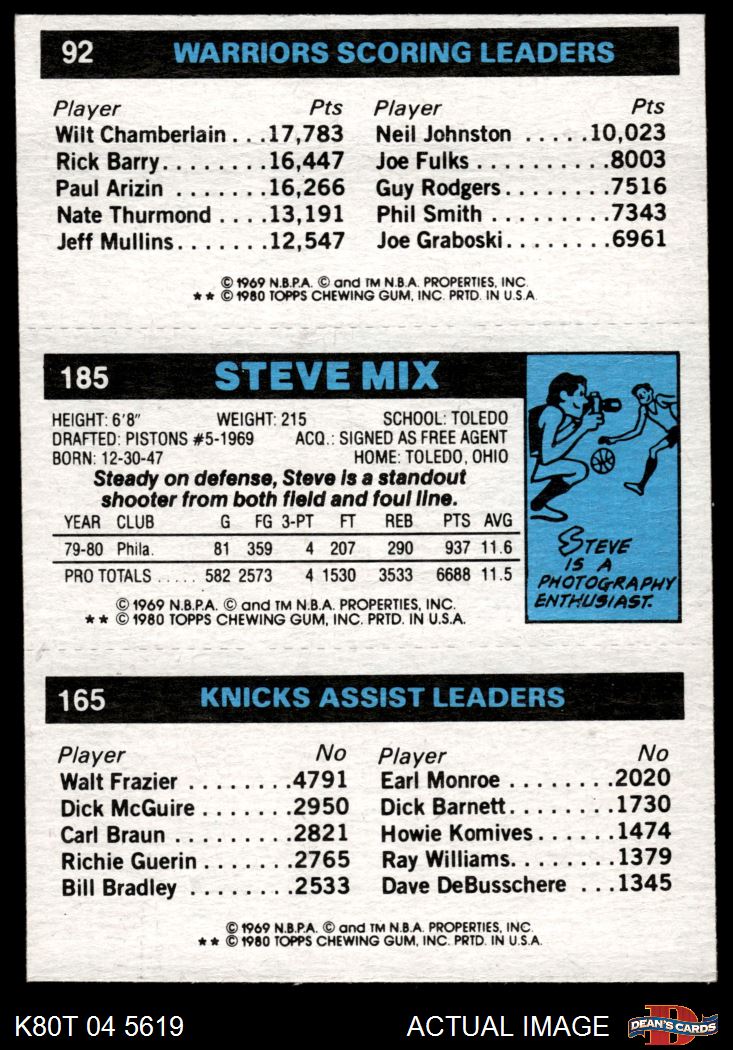 92 WARRIORS SCORING LEADERS
Player Pts Player Pts
Wilt Chamberlain . . .17,783 Neil Johnston . . . . .10,023
Rick Barry. . . . . . . .16,447 Joe Fulks . . . . . . . . .8003
Paul Arizin . . . . . . .16,266 Guy Rodgers. . . . . . .7516
Nate Thurmond . . . .13,191 Phil Smith . . . . . . . . .7343
Jeff Mullins. . . . . . .12,547 Joe Graboski. . . . . . .6961
© 1969 N.B.P.A. © and TM N.B.A. PROPERTIES, INC.
★★ © 1980 TOPPS CHEWING GUM, INC. PRTD. IN U.S.A.
185 STEVE MIX
HEIGHT: 6'8" WEIGHT: 215 SCHOOL: TOLEDO
DRAFTED: PISTONS #5-1969 ACQ.: SIGNED AS FREE AGENT
BORN: 12-30-47 HOME: TOLEDO, OHIO
Steady on defense, Steve is a standout
shooter from both field and foul line.
YEAR CLUB G FG 3-PT FT REB PTS AVG
79-80 Phila. 81 359 4 207 290 937 11.6
PRO TOTALS . . . . . 582 2573 4 1530 3533 6688 11.5
© 1969 N.B.P.A. © and TM N.B.A. PROPERTIES, INC.
★★ © 1980 TOPPS CHEWING GUM, INC. PRTD. IN U.S.A.
STEVE
IS A
PHOTOGRAPHY
ENTHUSIAST.
165 KNICKS ASSIST LEADERS
Player No Player No
Walt Frazier . . . . . . . .4791 Earl Monroe . . . . . . . .2020
Dick McGuire . . . . . . .2950 Dick Barnett. . . . . . . .1730
Carl Braun . . . . . . . . .2821 Howie Komives . . . . . .1474
Richie Guerin . . . . . . .2765 Ray Williams. . . . . . . .1379
Bill Bradley . . . . . . . .2533 Dave DeBusschere . . .1345
© 1969 N.B.P.A. © and TM N.B.A. PROPERTIES, INC.
★★ © 1980 TOPPS CHEWING GUM, INC. PRTD. IN U.S.A.
K80T 04 5619 ACTUAL IMAGE D DEAN'S CARDS